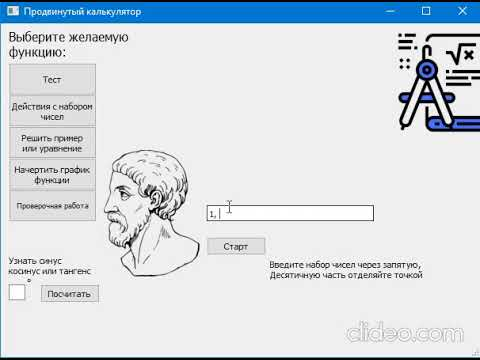 Продвинутый калькулятор
Выберите желаемую
функцию:
Тест
Действия с набором
чисел
Решить пример
или уравнение
Начертить график
функции
Проверочная работа
√x
1,
Старт
Узнать синус
косинус или тангенс
°
Посчитать
Введите набор чисел через запятую,
Десятичную часть отделяйте точкой
clideo.com